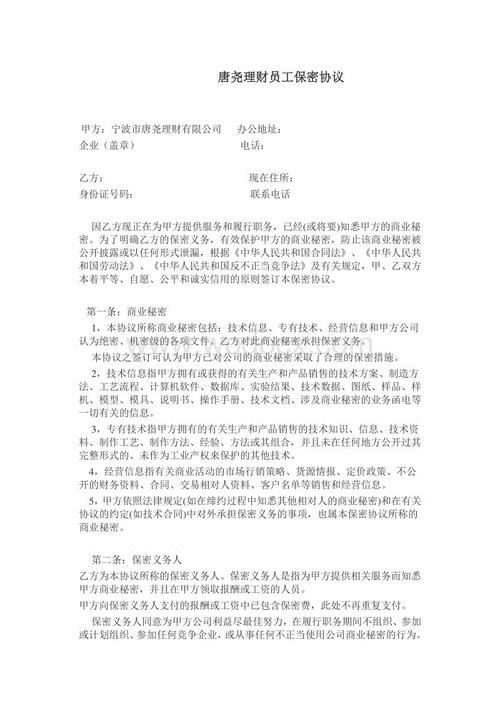 唐尧理财员工保密协议
甲方：宁波市唐尧理财有限公司 办公地址：
企业（盖章） 电话：
乙方： 现在住所：
身份证号码： 联系电话
因乙方现正在为甲方提供服务和履行职务，已经(或将要)知悉甲方的商业秘
密。为了明确乙方的保密义务，有效保护甲方的商业秘密，防止该商业秘密被
公开披露或以任何形式泄漏，根据《中华人民共和国合同法》、《中华人民共
和国劳动法》、《中华人民共和国反不正当竞争法》及有关规定，甲、乙双方
本着平等、自愿、公平和诚实信用的原则签订本保密协议。
第一条：商业秘密
1，本协议所称商业秘密包括：技术信息、专有技术、经营信息和甲方公司
认为绝密、机密级的各项文件。乙方对此商业秘密承担保密义务。
本协议之签订可认为甲方已对公司的商业秘密采取了合理的保密措施。
2，技术信息指甲方拥有或获得的有关生产和产品销售的技术方案、制造方
法、工艺流程、计算机软件、数据库、实验结果、技术数据、图纸、样品、样
机、模型、模具、说明书、操作手册、技术文档、涉及商业秘密的业务函电等
一切有关的信息。
3，专有技术指甲方拥有的有关生产和产品销售的技术知识、信息、技术资
料、制作工艺、制作方法、经验、方法或其组合，并且未在任何地方公开过其
完整形式的、未作为工业产权来保护的其他技术。
4，经营信息指有关商业活动的市场行销策略、货源情报、定价政策、不公
开的财务资料、合同、交易相对人资料、客户名单等销售和经营信息。
5，甲方依照法律规定(如在缔约过程中知悉其他相对人的商业秘密)和在有关
协议的约定(如技术合同)中对外承担保密义务的事项，也属本保密协议所称的
商业秘密。
第二条：保密义务人
乙方为本协议所称的保密义务人。保密义务人是指为甲方提供相关服务而知悉
甲方商业秘密，并且在甲方领取报酬或工资的人员。
甲方向保密义务人支付的报酬或工资中已包含保密费，此处不再重复支付。
保密义务人同意为甲方公司利益尽最佳努力，在履行职务期间不组织、参加
或计划组织、参加任何竞争企业，或从事任何不正当使用公司商业秘密的行为。